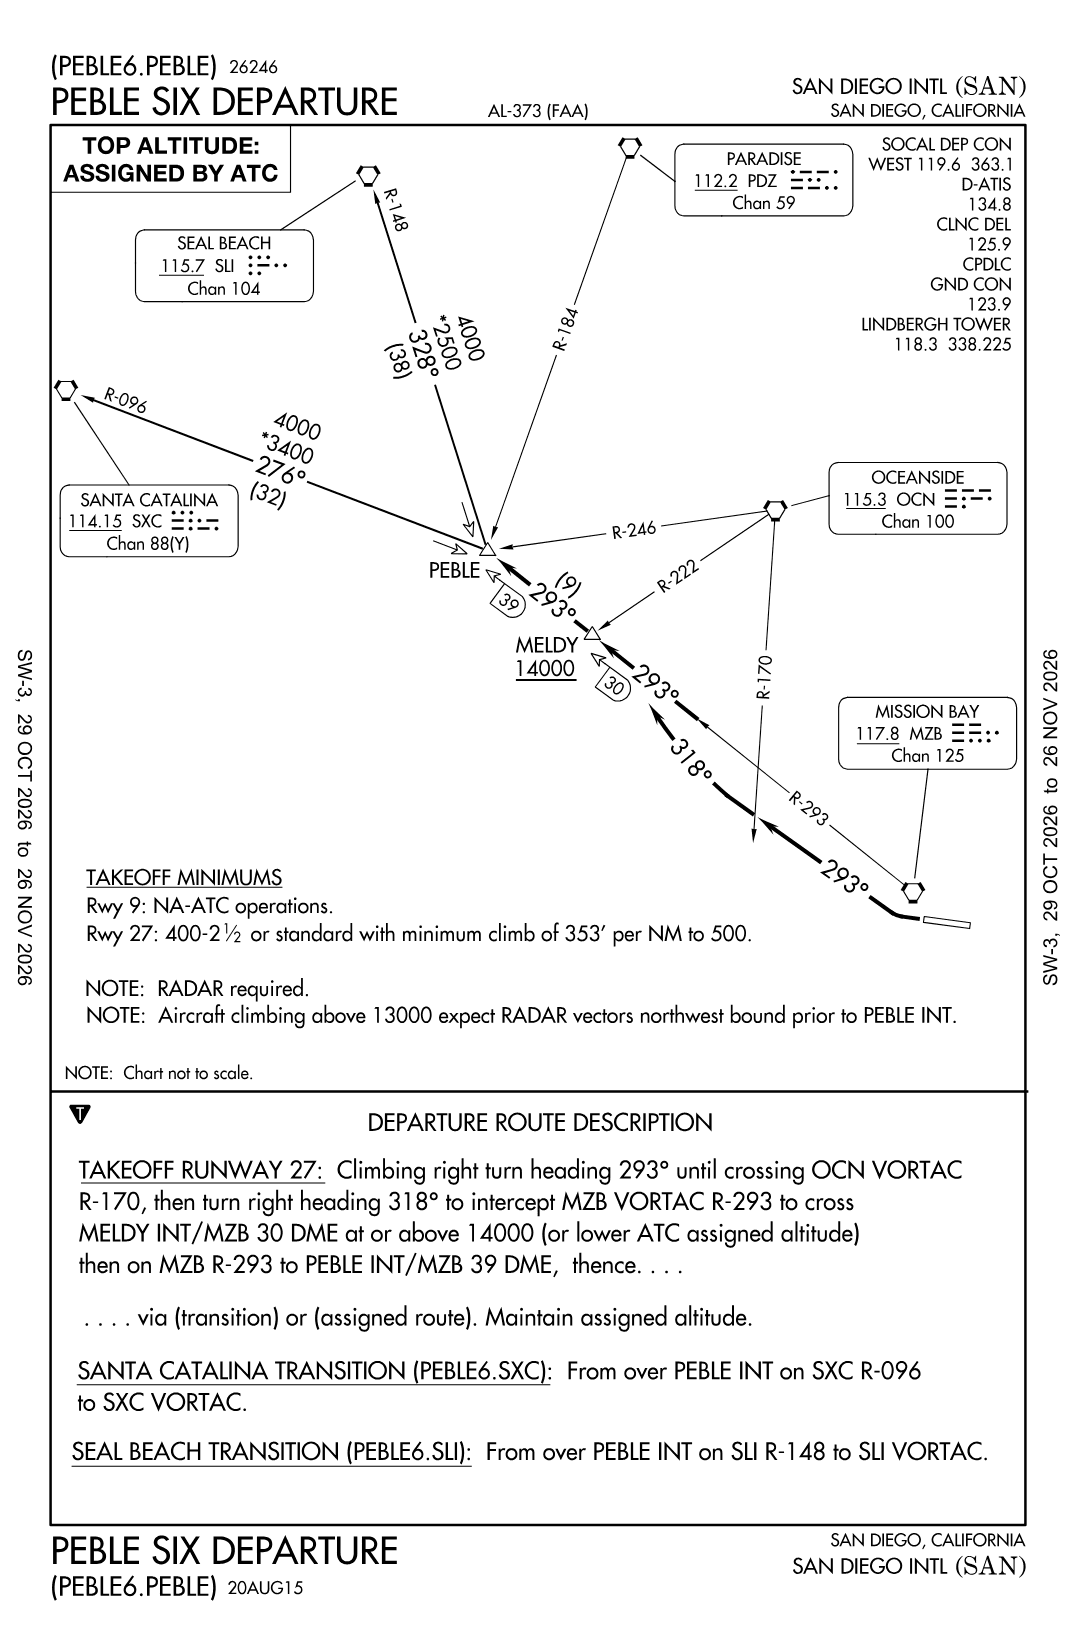 (PEBLE6.PEBLE) 26246
PEBLE SIX DEPARTURE
AL-373 (FAA)
SAN DIEGO INTL (SAN)
SAN DIEGO, CALIFORNIA
TOP ALTITUDE:
ASSIGNED BY ATC
SOCAL DEP CON
WEST 119.6 363.1
D-ATIS
134.8
CLNC DEL
125.9
CPDLC
GND CON
123.9
LINDBERGH TOWER
118.3 338.225
PARADISE
112.2 PDZ
Chan 59
SEAL BEACH
115.7 SLI
Chan 104
R-148
R-184
4000
*2500
328°
(38)
R-096
4000
*3400
276°
(32)
SANTA CATALINA
114.15 SXC
Chan 88(Y)
OCEANSIDE
115.3 OCN
Chan 100
R-246
R-222
R-170
PEBLE
39
(9)
293°
MELDY
14000
30
293°
318°
MISSION BAY
117.8 MZB
Chan 125
R-293
293°
SW-3, 29 OCT 2026 to 26 NOV 2026
SW-3, 29 OCT 2026 to 26 NOV 2026
TAKEOFF MINIMUMS
Rwy 9: NA-ATC operations.
Rwy 27: 400-2½ or standard with minimum climb of 353’ per NM to 500.
NOTE: RADAR required.
NOTE: Aircraft climbing above 13000 expect RADAR vectors northwest bound prior to PEBLE INT.
NOTE: Chart not to scale.
T
DEPARTURE ROUTE DESCRIPTION
TAKEOFF RUNWAY 27: Climbing right turn heading 293° until crossing OCN VORTAC
R-170, then turn right heading 318° to intercept MZB VORTAC R-293 to cross
MELDY INT/MZB 30 DME at or above 14000 (or lower ATC assigned altitude)
then on MZB R-293 to PEBLE INT/MZB 39 DME, thence. . . .
. . . . via (transition) or (assigned route). Maintain assigned altitude.
SANTA CATALINA TRANSITION (PEBLE6.SXC): From over PEBLE INT on SXC R-096
to SXC VORTAC.
SEAL BEACH TRANSITION (PEBLE6.SLI): From over PEBLE INT on SLI R-148 to SLI VORTAC.
PEBLE SIX DEPARTURE
(PEBLE6.PEBLE) 20AUG15
SAN DIEGO, CALIFORNIA
SAN DIEGO INTL (SAN)